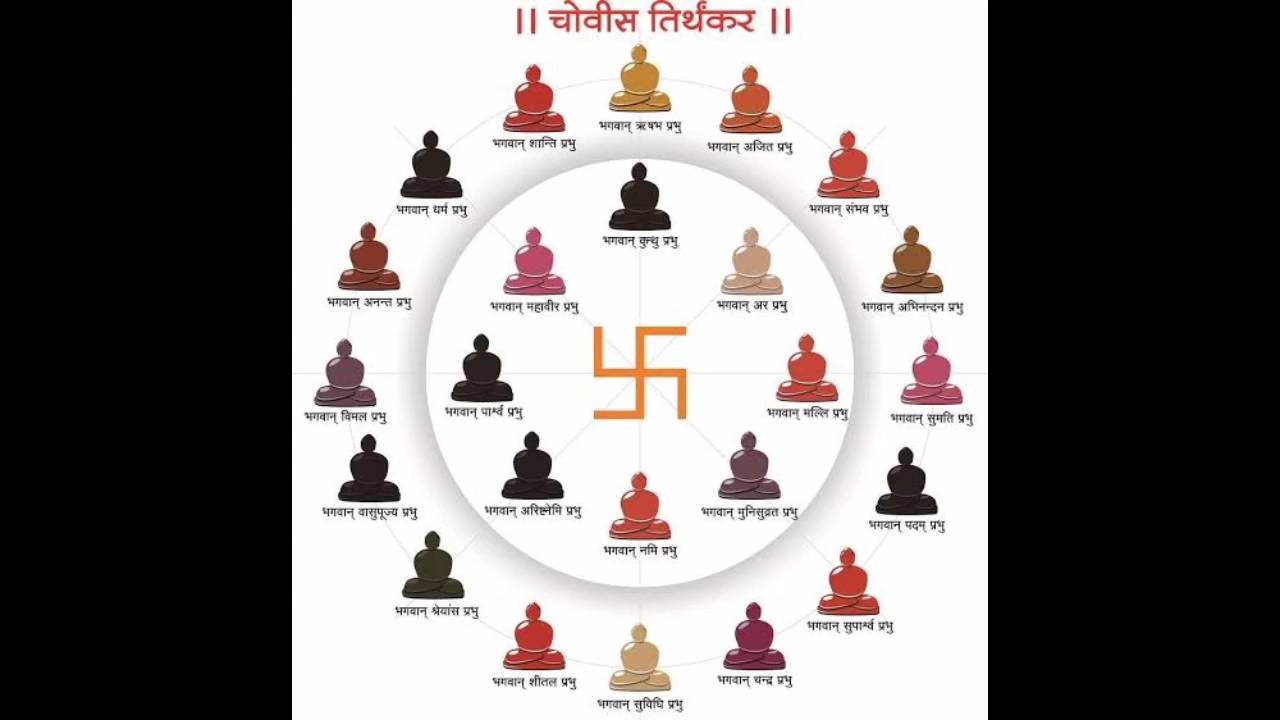 || चोवीस तिर्थंकर ||
भगवान् ऋषभ प्रभु
भगवान् अजित प्रभु
भगवान् संभव प्रभु
भगवान् अभिनन्दन प्रभु
भगवान् सुमति प्रभु
भगवान् पदम् प्रभु
भगवान् सुपार्श्व प्रभु
भगवान् चन्द्र प्रभु
भगवान् सुविधि प्रभु
भगवान् शीतल प्रभु
भगवान् श्रेयांस प्रभु
भगवान् वासुपूज्य प्रभु
भगवान् विमल प्रभु
भगवान् अनन्त प्रभु
भगवान् धर्म प्रभु
भगवान् शान्ति प्रभु
भगवान् कुन्थु प्रभु
भगवान् अर प्रभु
भगवान् मल्लि प्रभु
भगवान् मुनिसुव्रत प्रभु
भगवान् नमि प्रभु
भगवान् अरिष्टनेमि प्रभु
भगवान् पार्श्व प्रभु
भगवान् महावीर प्रभु